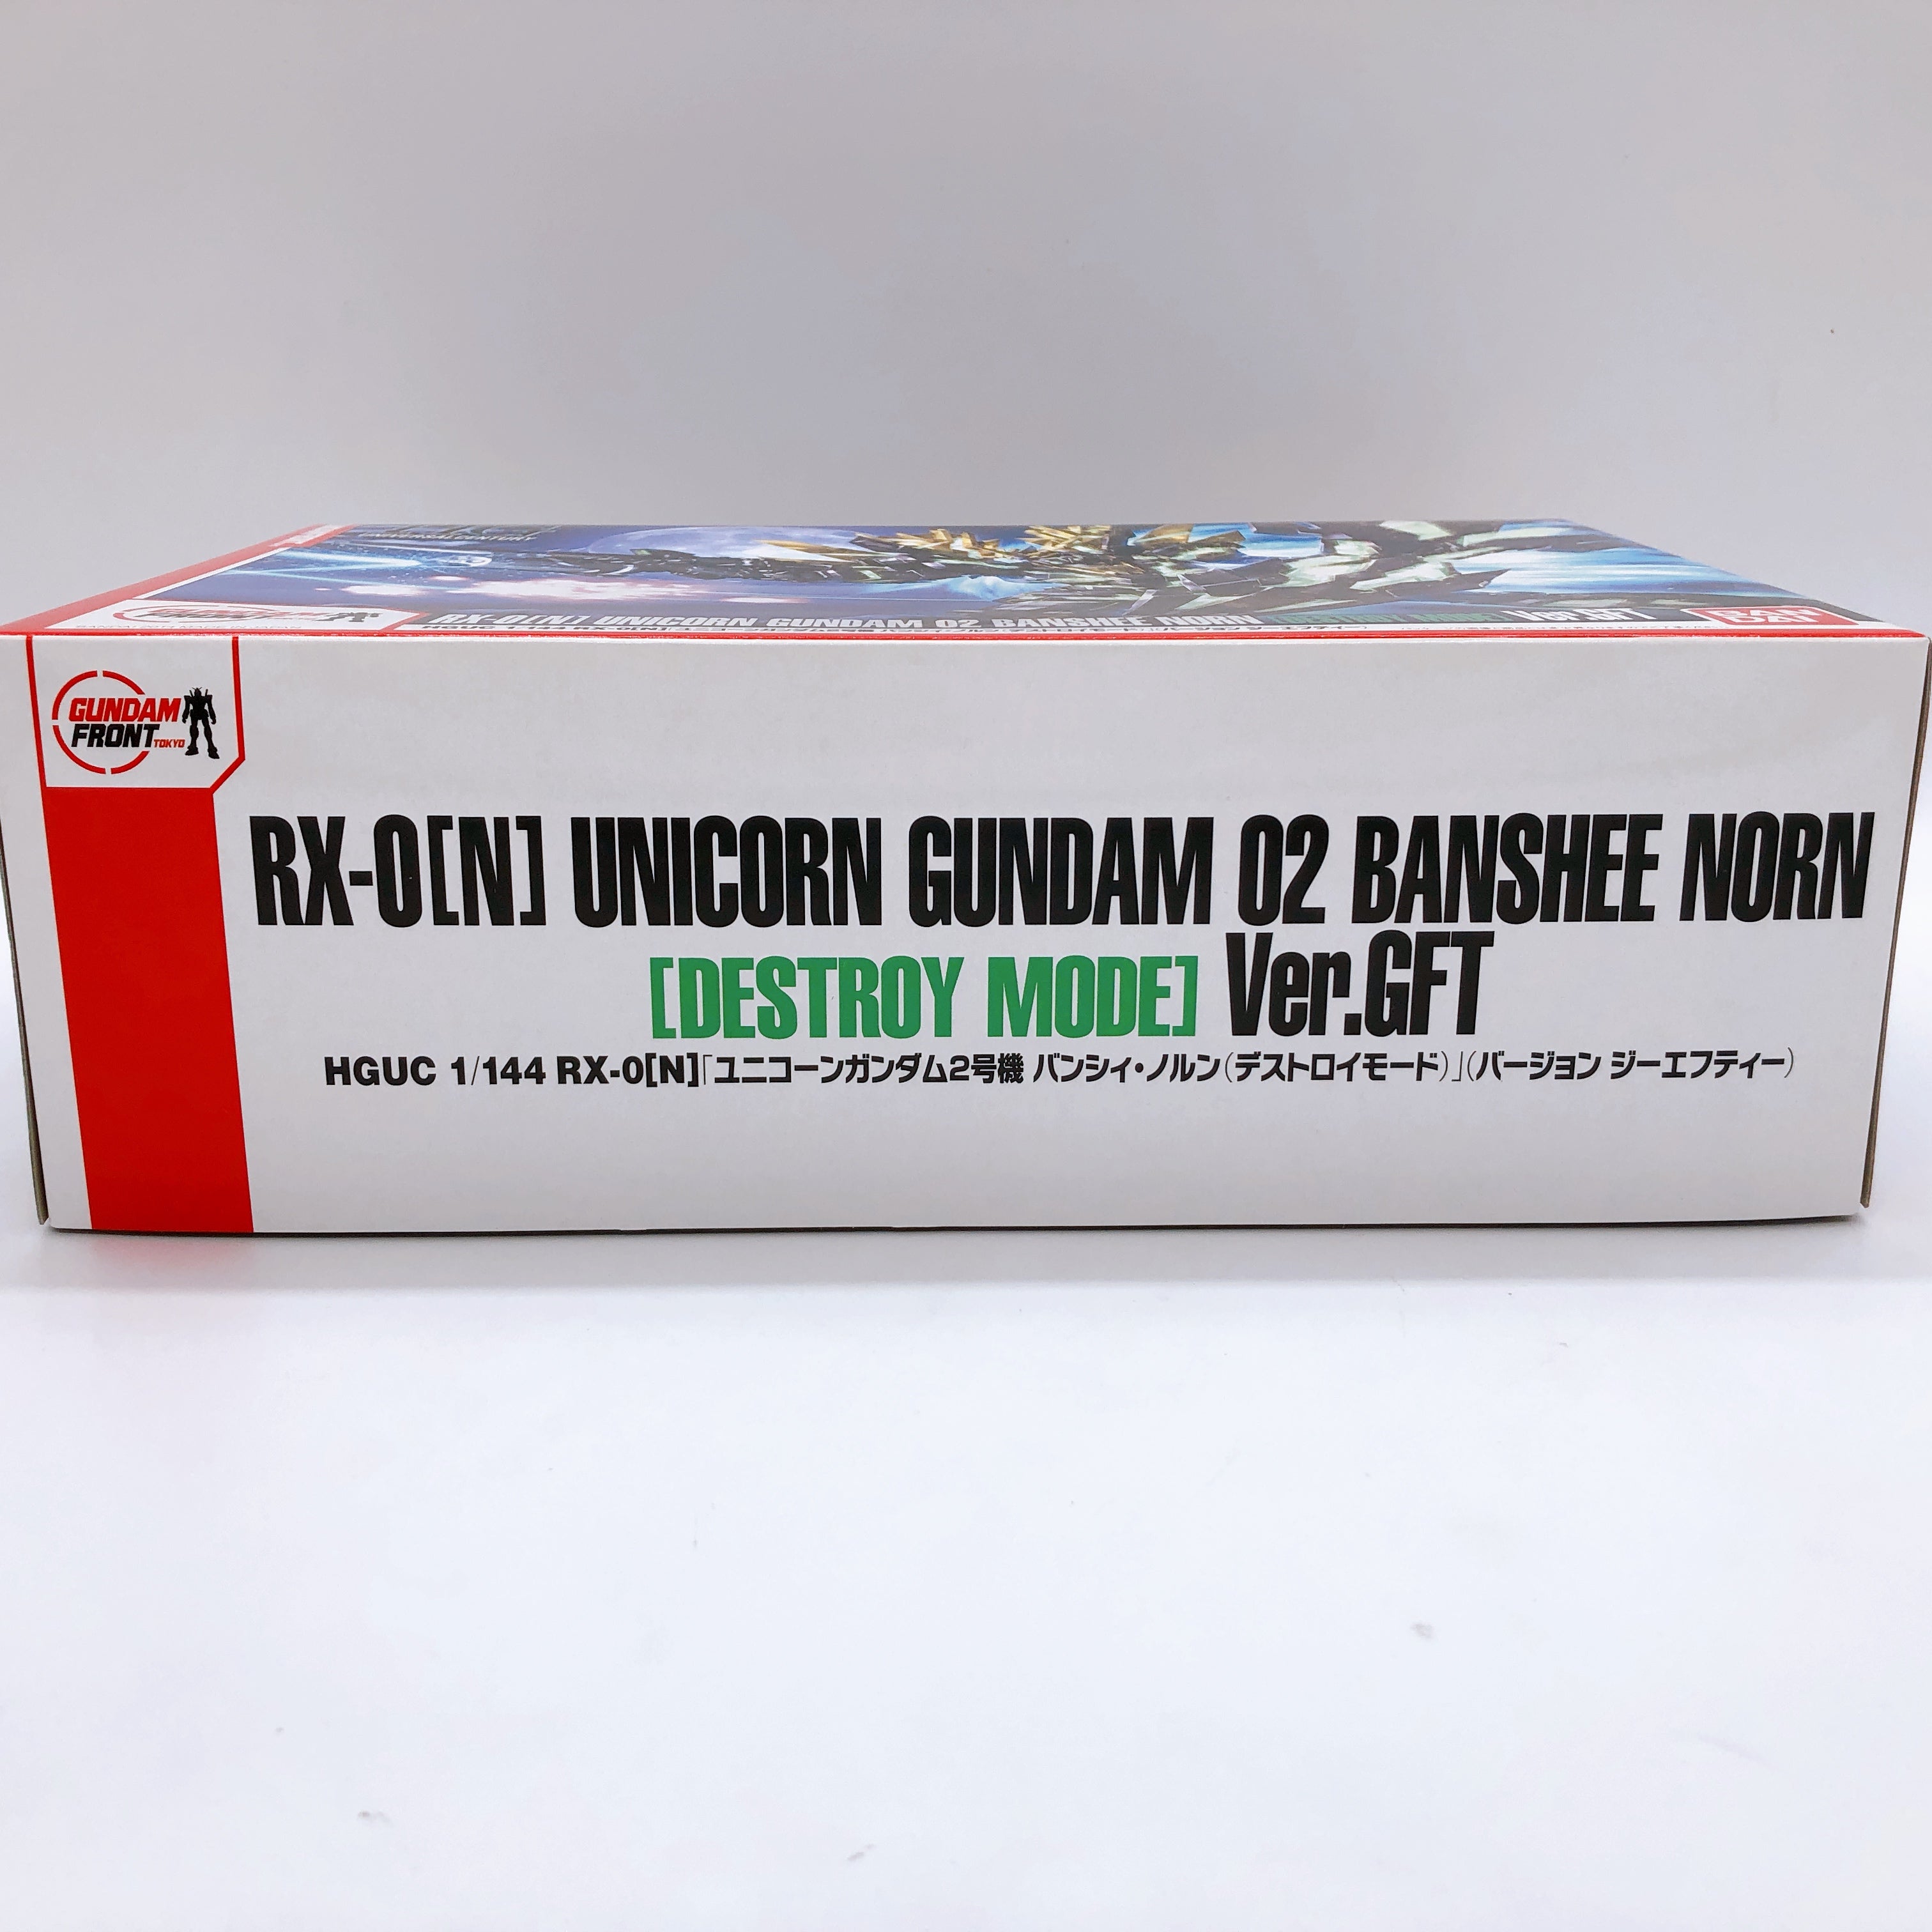 RX-0[N] UNICORN GUNDAM 02 BANSHEE NORN
Ver.GFT
GUNDAM
FRONT TOKYO
RX-0[N] UNICORN GUNDAM 02 BANSHEE NORN
[DESTROY MODE] Ver.GFT
HGUC 1/144 RX-0[N]「ユニコーンガンダム2号機 バンシィ・ノルン(デストロイモード)」(バージョン ジーエフティー)